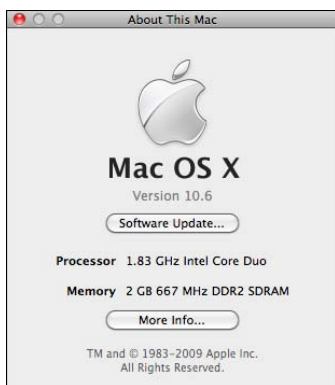 About This Mac
Mac OS X
Version 10.6
Software Update...
Processor 1.83 GHz Intel Core Duo
Memory 2 GB 667 MHz DDR2 SDRAM
More Info...
TM and © 1983-2009 Apple Inc.
All Rights Reserved.